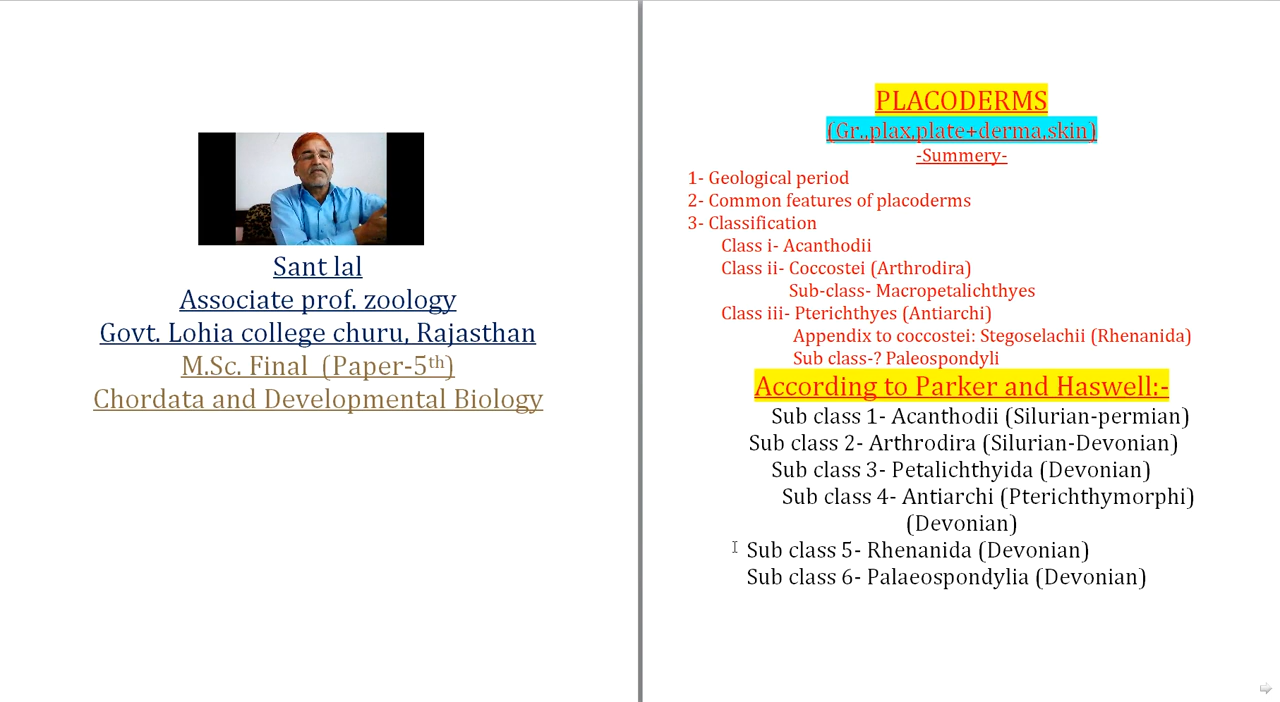 Sant lal
Associate prof. zoology
Govt. Lohia college churu, Rajasthan
M.Sc. Final (Paper-5th)
Chordata and Developmental Biology
PLACODERMS
(Gr.,plax,plate+derma,skin)
-Summery-
1- Geological period
2- Common features of placoderms
3- Classification
Class i- Acanthodii
Class ii- Coccostei (Arthrodira)
Sub-class- Macropetalichthyes
Class iii- Pterichthyes (Antiarchi)
Appendix to coccostei: Stegoselachii (Rhenanida)
Sub class-? Paleospondyli
According to Parker and Haswell:-
Sub class 1- Acanthodii (Silurian-permian)
Sub class 2- Arthrodira (Silurian-Devonian)
Sub class 3- Petalichthyida (Devonian)
Sub class 4- Antiarchi (Pterichthymorphi)
(Devonian)
Sub class 5- Rhenanida (Devonian)
Sub class 6- Palaeospondylia (Devonian)